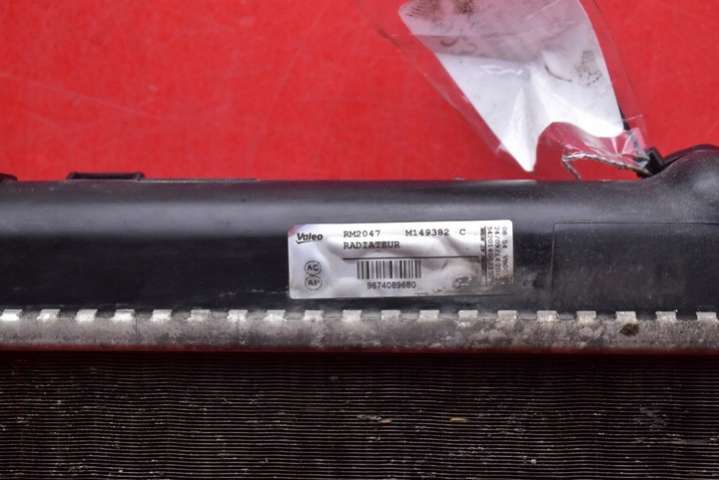 Valeo RM2047 M149382 C
RADIATEUR
AC
AP
9674089680